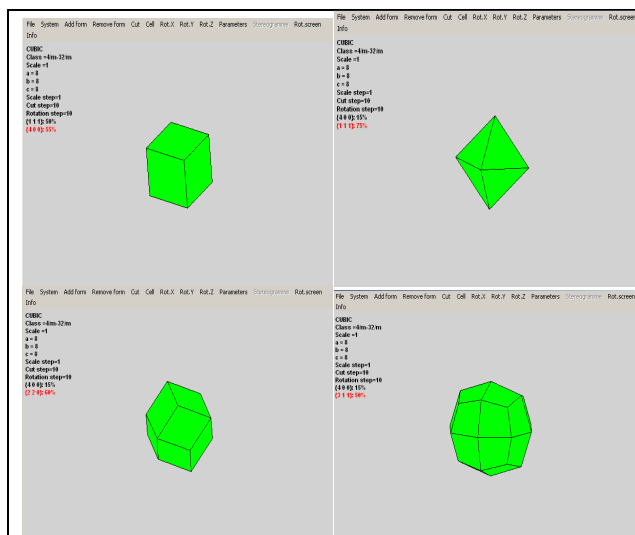 File System Add form Remove form Cut Cell Rot.X Rot.Y Rot.Z Parameters Stereogramme Rot.screen
Info
CUBIC
Class =4/m-32/m
Scale =1
a = 8
b = 8
c = 8
Scale step=1
Cut step=10
Rotation step=10
(1 1 1): 50%
(4 0 0): 55%
File System Add form Remove form Cut Cell Rot.X Rot.Y Rot.Z Parameters Stereogramme Rot.screen
Info
CUBIC
Class =4/m-32/m
Scale =1
a = 8
b = 8
c = 8
Scale step=1
Cut step=10
Rotation step=10
(4 0 0): 15%
(1 1 1): 75%
File System Add form Remove form Cut Cell Rot.X Rot.Y Rot.Z Parameters Stereogramme Rot.screen
Info
CUBIC
Class =4/m-32/m
Scale =1
a = 8
b = 8
c = 8
Scale step=1
Cut step=10
Rotation step=10
(4 0 0): 15%
(2 2 0): 60%
File System Add form Remove form Cut Cell Rot.X Rot.Y Rot.Z Parameters Stereogramme Rot.screen
Info
CUBIC
Class =4/m-32/m
Scale =1
a = 8
b = 8
c = 8
Scale step=1
Cut step=10
Rotation step=10
(4 0 0): 15%
(3 1 1): 50%